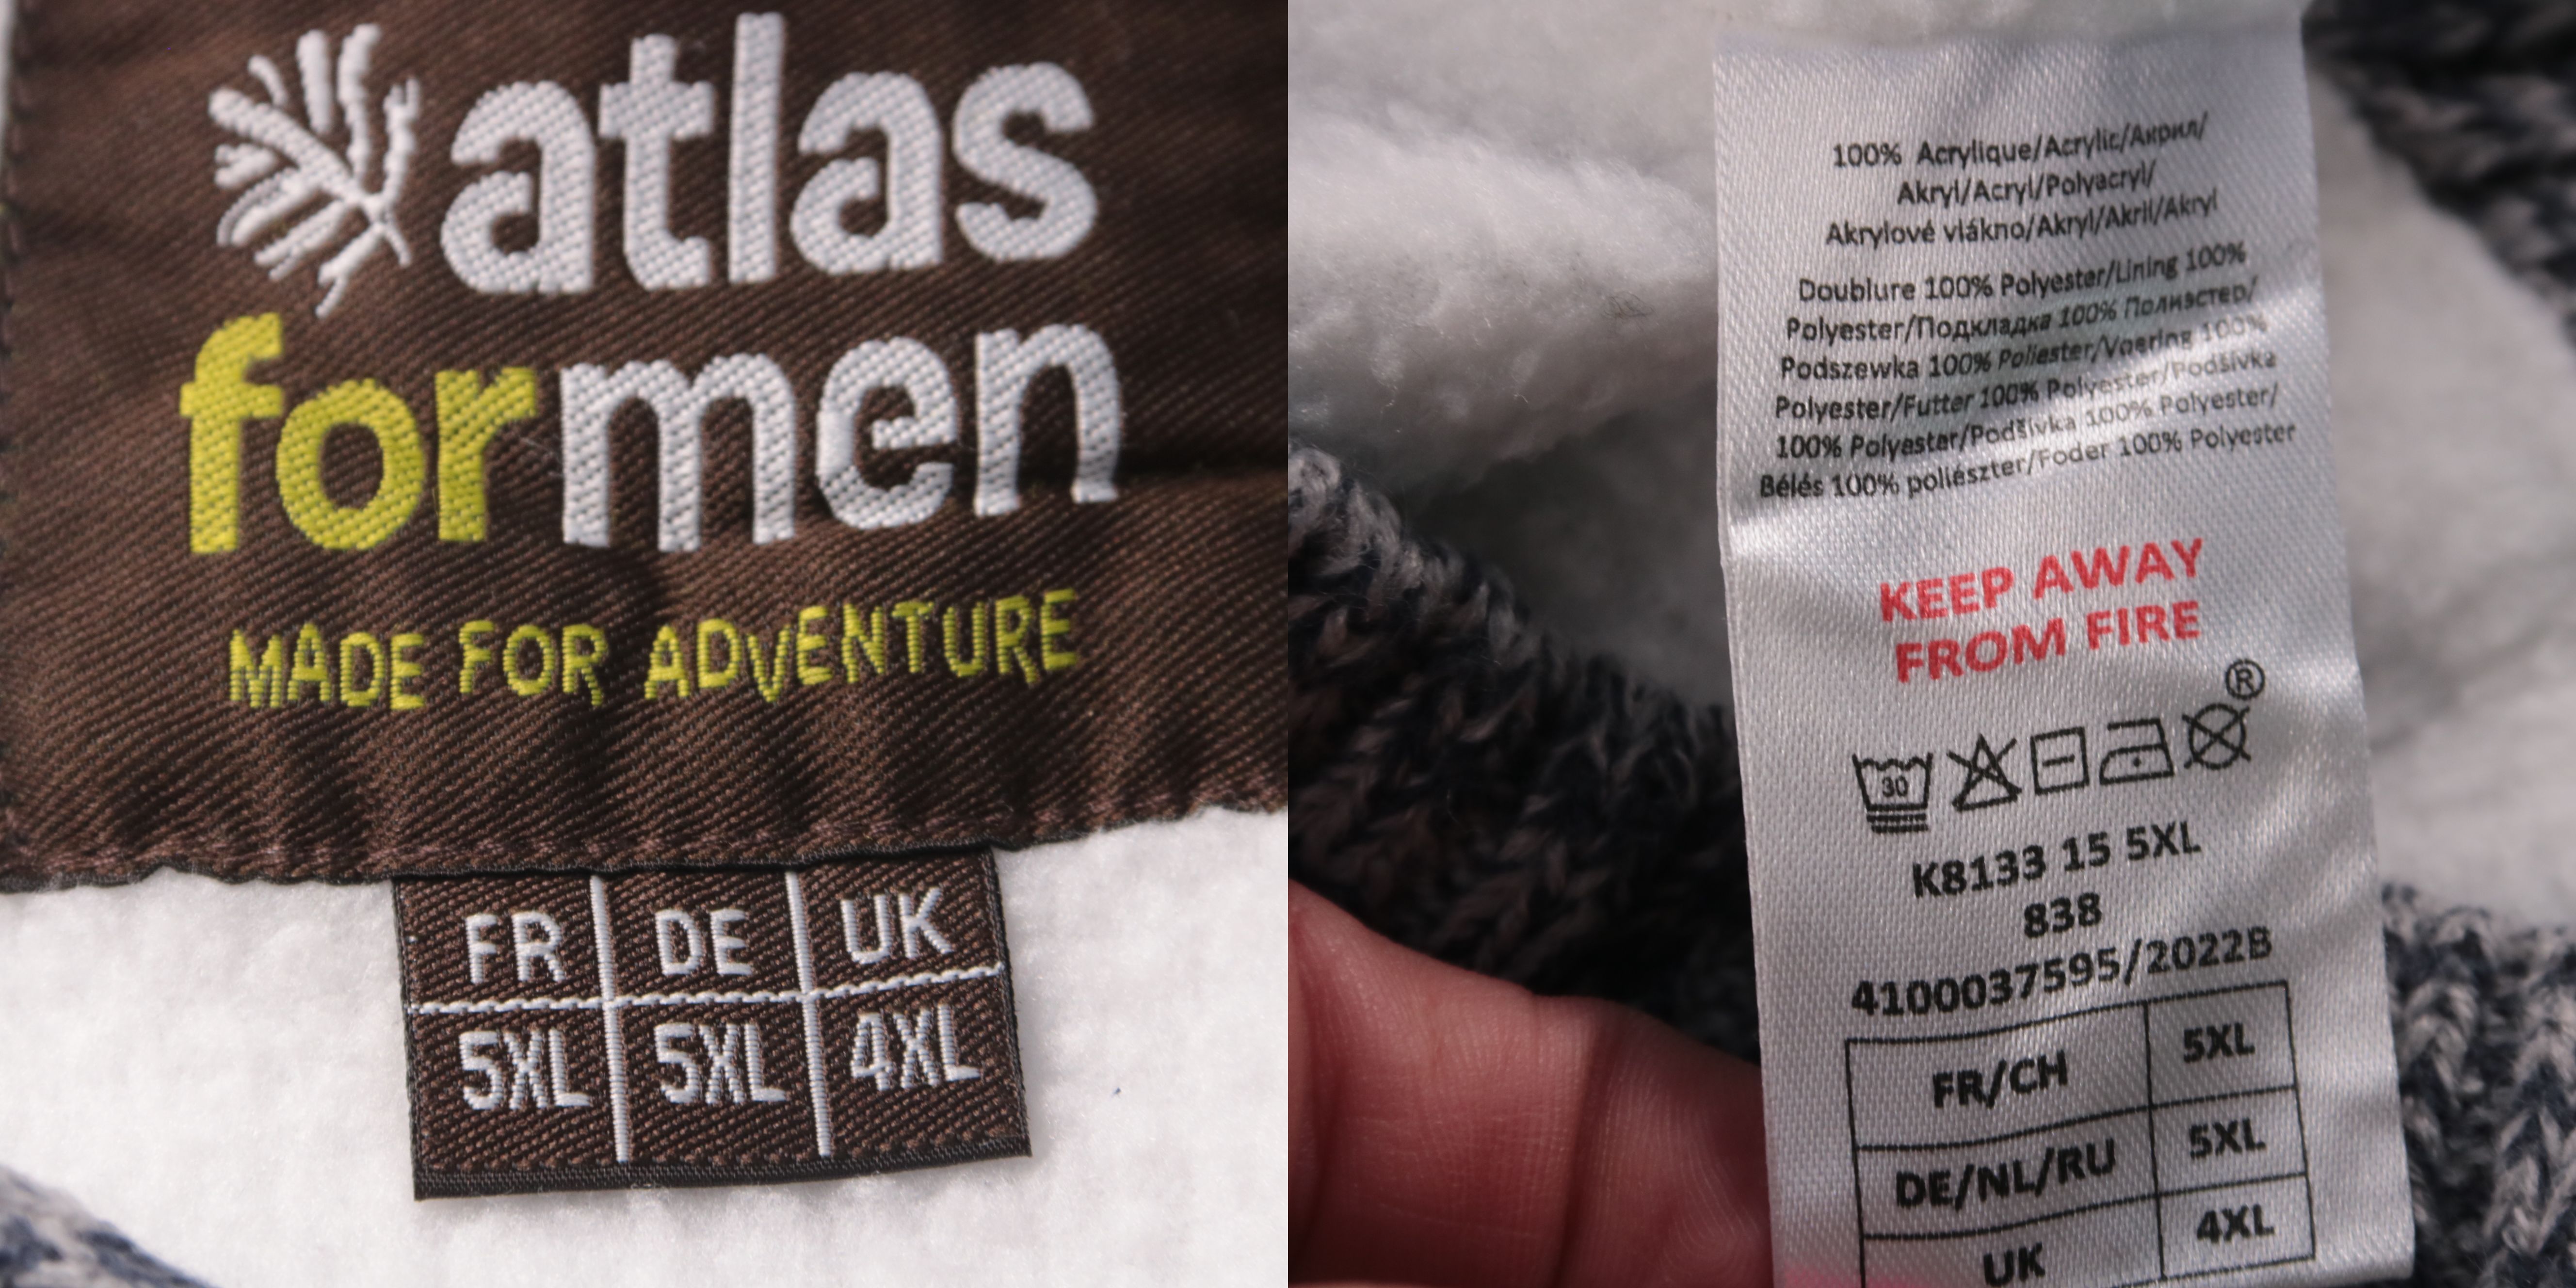 atlas
formen
MADE FOR ADVENTURE
FR DE UK
5XL 5XL 4XL
100% Acrylique/Acrylic/Акрил/
Akryl/Acryl/Polyacryl/
Akrylové vlákno/Akryl/Akril/Akryl
Doublure 100% Polyester/Lining 100%
Polyester/Подкладка 100% Полиэстер/
Podszewka 100% Poliester/Voering 100%
Polyester/Futter 100% Polyester/Podšívka
100% Polyester/Podšívka 100% Polyester/
Bélés 100% poliészter/Foder 100% Polyester
KEEP AWAY
FROM FIRE
®
30
K8133 15 5XL
838
4100037595/2022B
FR/CH 5XL
DE/NL/RU 5XL
UK 4XL